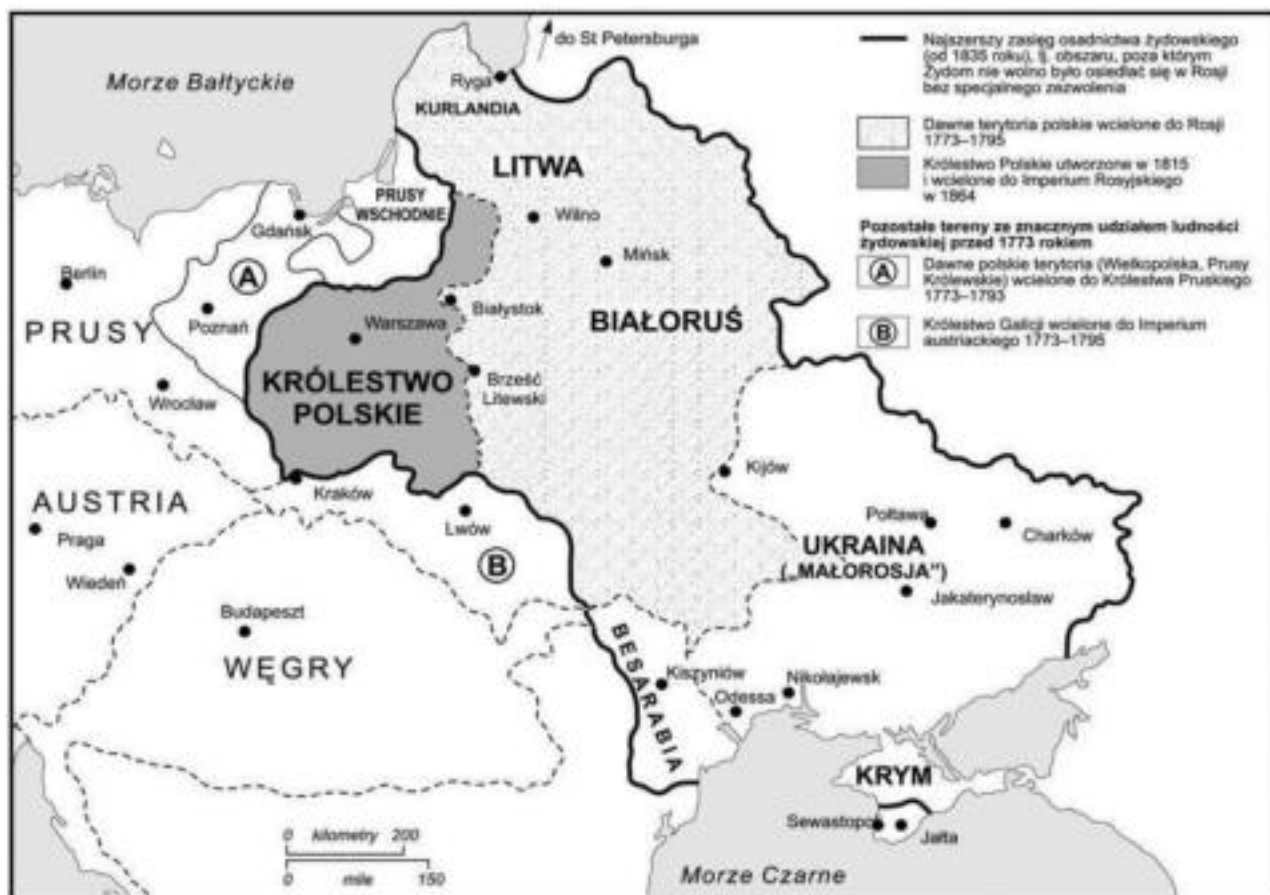 do St Petersburga
Morze Bałtyckie
Ryga
KURLANDIA
LITWA
PRUSY
WSCHODNIE
Wilno
Gdańsk
Mińsk
Berlin
A
Białystok
Poznań
Warszawa
BIAŁORUŚ
PRUSY
KRÓLESTWO
POLSKIE
Brześć
Litewski
Wrocław
Kijów
AUSTRIA
Kraków
Lwów
Połtawa
Charków
Praga
B
UKRAINA
(„MAŁOROSJA”)
Wiedeń
Jakaterynosław
Budapeszt
WĘGRY
BESARABIA
Kiszyniów
Nikołajewsk
Odessa
KRYM
Sewastopo
Jałta
Morze Czarne
0 kilometry 200
0 mile 150
Najszerszy zasięg osadnictwa żydowskiego
(od 1835 roku), tj. obszaru, poza którym
Żydom nie wolno było osiedlać się w Rosji
bez specjalnego zezwolenia
Dawne terytoria polskie wcielone do Rosji
1773–1795
Królestwo Polskie utworzone w 1815
i wcielone do Imperium Rosyjskiego
w 1864
Pozostałe tereny ze znacznym udziałem ludności
żydowskiej przed 1773 rokiem
A
Dawne polskie terytoria (Wielkopolska, Prusy
Królewskie) wcielone do Królestwa Pruskiego
1773–1793
B
Królestwo Galicji wcielone do Imperium
austriackiego 1773–1795